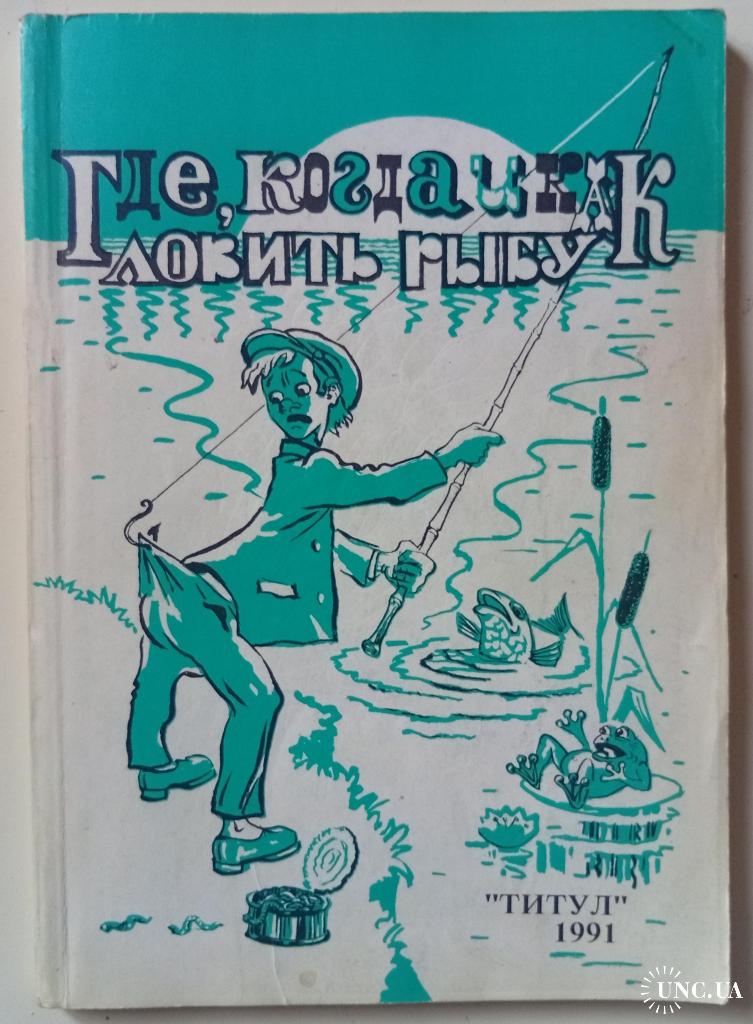 Где, когда и как
ловить рыбу
"ТИТУЛ"
1991
UNC.UA